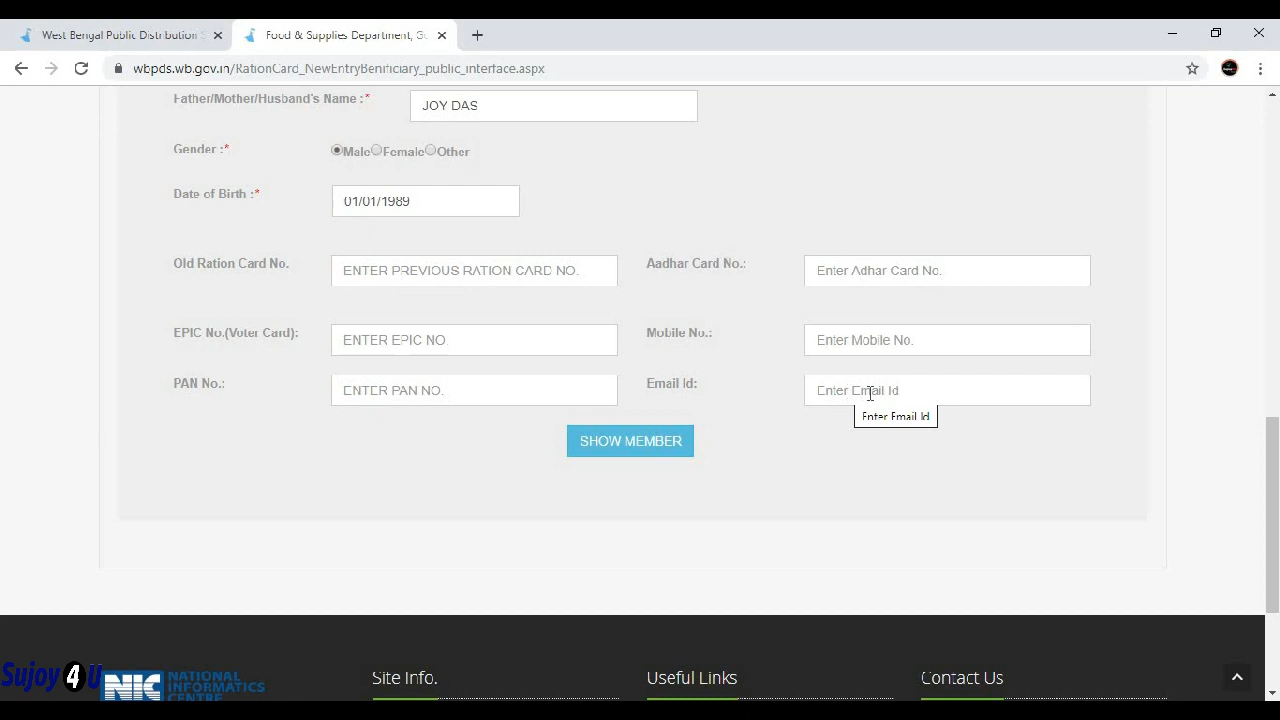 West Bengal Public Distribution S
Food & Supplies Department, Go
wbpds.wb.gov.in/RationCard_NewEntryBenificiary_public_interface.aspx
Father/Mother/Husband's Name :*
JOY DAS
Gender :*
Male Female Other
Date of Birth :*
01/01/1989
Old Ration Card No.
ENTER PREVIOUS RATION CARD NO.
Aadhar Card No.:
Enter Adhar Card No.
EPIC No.(Voter Card):
ENTER EPIC NO.
Mobile No.:
Enter Mobile No.
PAN No.:
ENTER PAN NO.
Email Id:
Enter Email Id
Enter Email Id
SHOW MEMBER
Sujoy 4 U
NIC
NATIONAL
INFORMATICS
CENTRE
Site Info.
Useful Links
Contact Us